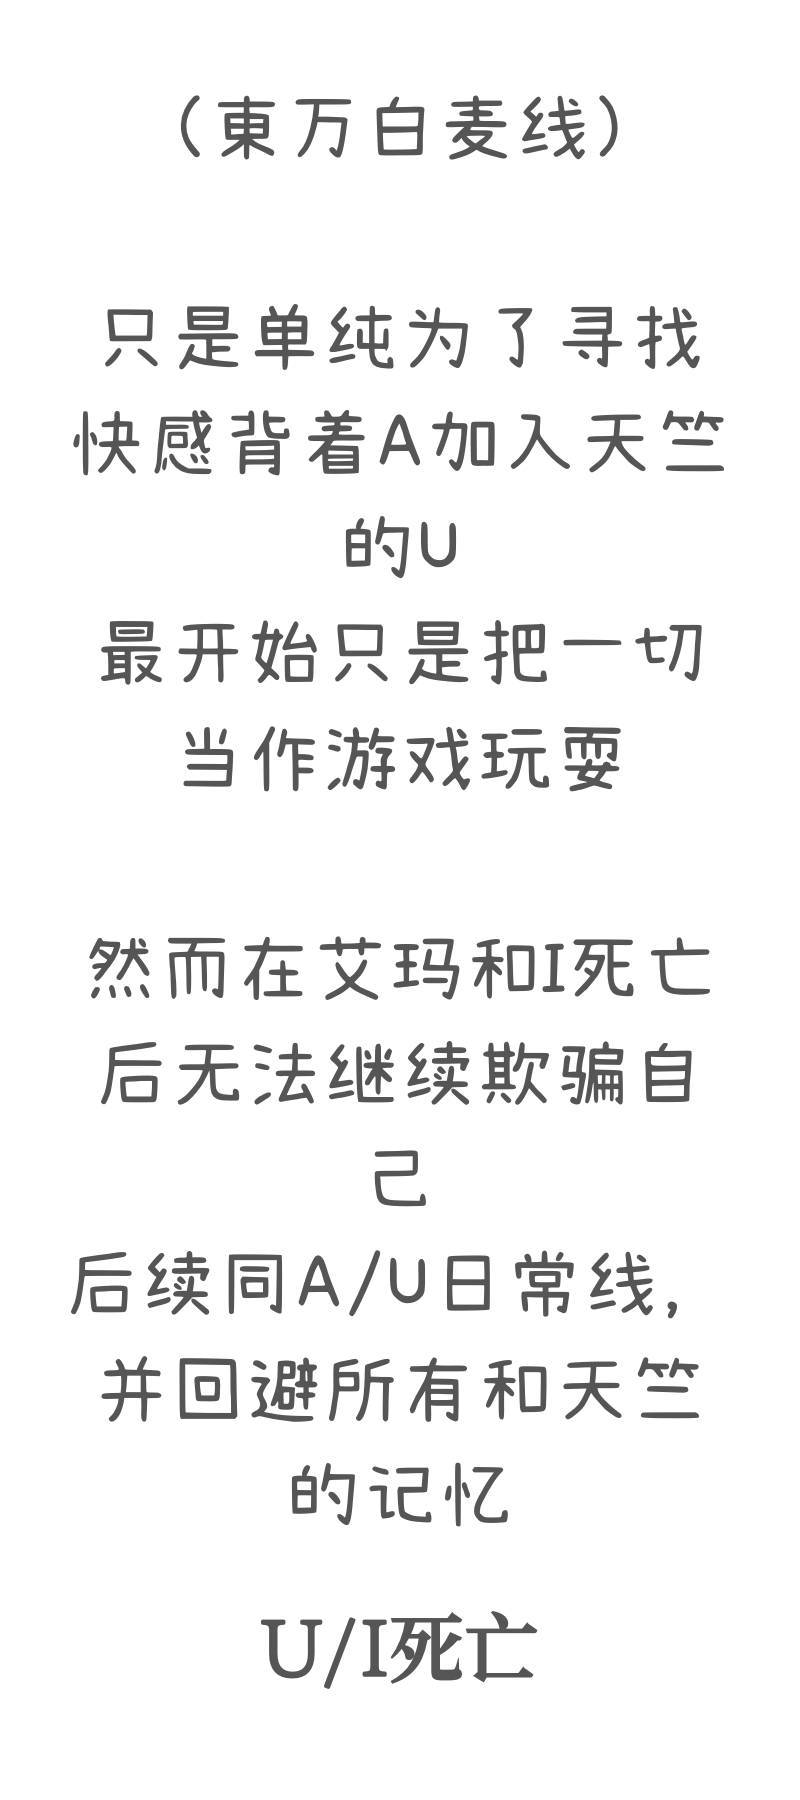 （東万白麦线）
只是单纯为了寻找
快感背着A加入天竺
的U
最开始只是把一切
当作游戏玩耍
然而在艾玛和I死亡
后无法继续欺骗自
己
后续同A/U日常线，
并回避所有和天竺
的记忆
U/I死亡